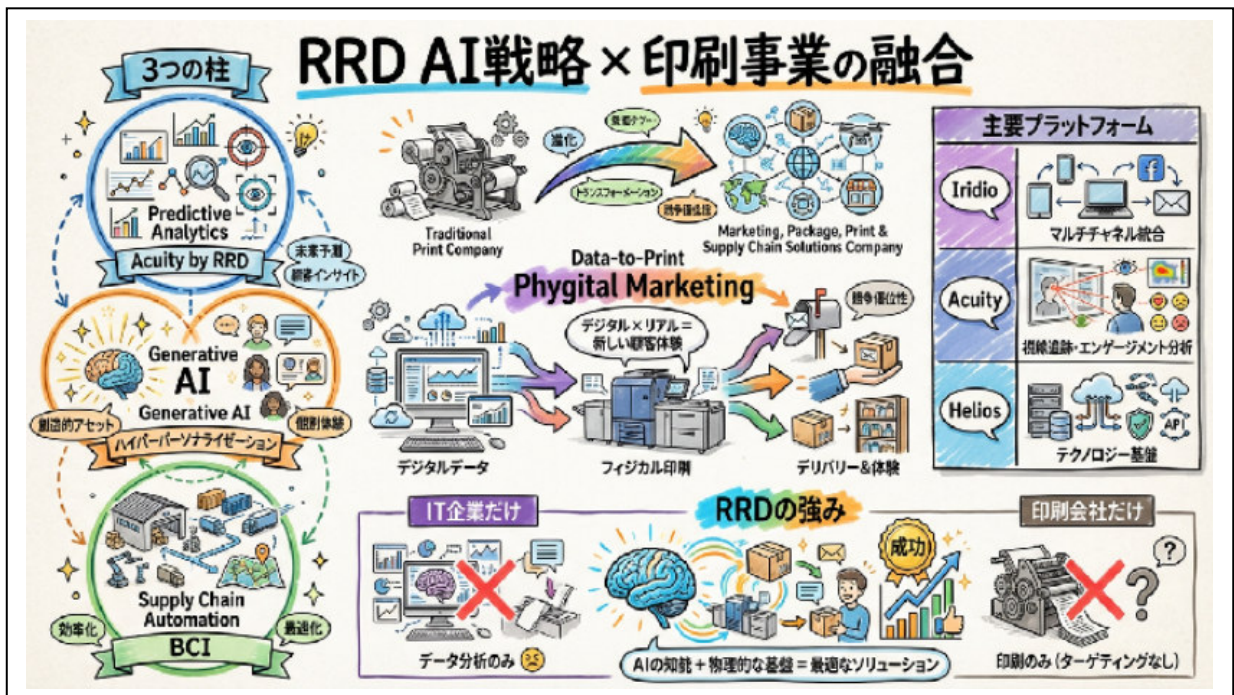 RRD AI戦略×印刷事業の融合
3つの柱
Predictive
Analytics
Acuity by RRD
未来予測
顧客インサイト
Generative
AI
Generative AI
創造的アセット
個別体験
ハイパーパーソナライゼーション
Supply Chain
Automation
効率化
最適化
BCI
Traditional
Print Company
進化
トランスフォーメーション
競争優位性
Marketing, Package, Print &
Supply Chain Solutions Company
Data-to-Print
Phygital Marketing
デジタル×リアル=
新しい顧客体験
競争優位性
デジタルデータ
フィジカル印刷
デリバリー&体験
主要プラットフォーム
Iridio
マルチチャネル統合
Acuity
視線追跡・エンゲージメント分析
Helios
API
テクノロジー基盤
IT企業だけ
データ分析のみ
RRDの強み
成功
AIの知能+物理的な基盤=最適なソリューション
印刷会社だけ
?
?
印刷のみ(ターゲティングなし)